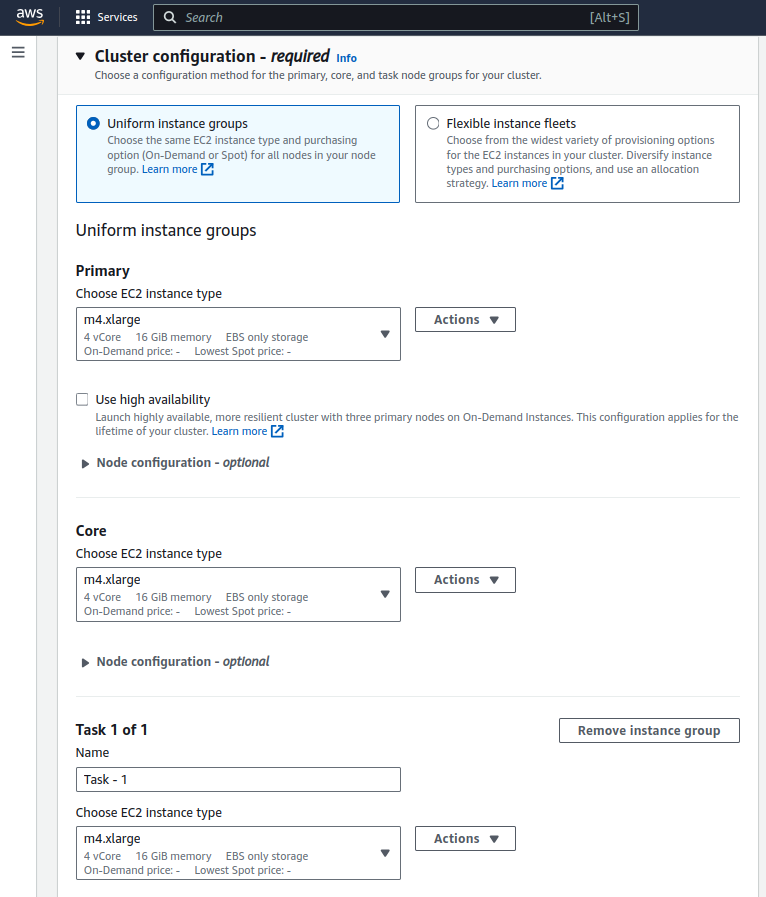 aws
Services
Search
[Alt+S]
Cluster configuration - required Info
Choose a configuration method for the primary, core, and task node groups for your cluster.
Uniform instance groups
Choose the same EC2 instance type and purchasing
option (On-Demand or Spot) for all nodes in your node
group. Learn more
Flexible instance fleets
Choose from the widest variety of provisioning options
for the EC2 instances in your cluster. Diversify instance
types and purchasing options, and use an allocation
strategy. Learn more
Uniform instance groups
Primary
Choose EC2 instance type
m4.xlarge
4 vCore 16 GiB memory EBS only storage
On-Demand price: - Lowest Spot price: -
Actions
Use high availability
Launch highly available, more resilient cluster with three primary nodes on On-Demand Instances. This configuration applies for the
lifetime of your cluster. Learn more
Node configuration - optional
Core
Choose EC2 instance type
m4.xlarge
4 vCore 16 GiB memory EBS only storage
On-Demand price: - Lowest Spot price: -
Actions
Node configuration - optional
Task 1 of 1
Remove instance group
Name
Task - 1
Choose EC2 instance type
m4.xlarge
4 vCore 16 GiB memory EBS only storage
On-Demand price: - Lowest Spot price: -
Actions